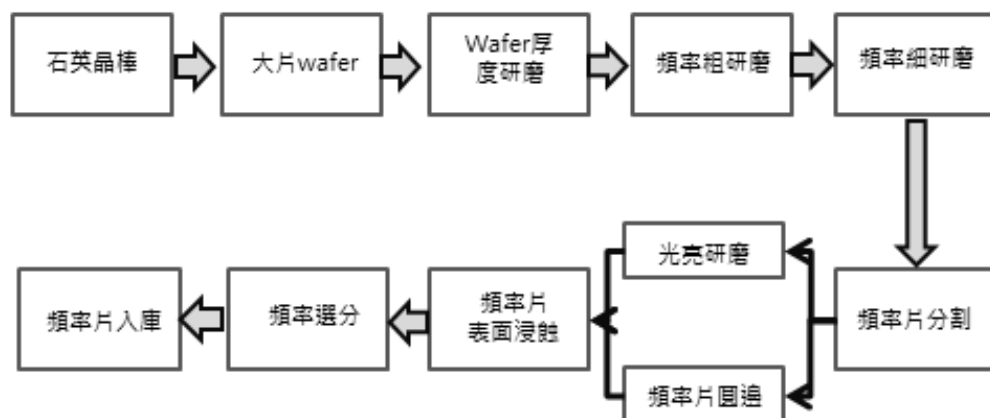 石英晶棒
大片wafer
Wafer厚
度研磨
頻率粗研磨
頻率細研磨
頻率片分割
光亮研磨
頻率片圓邊
頻率片
表面浸蝕
頻率選分
頻率片入庫